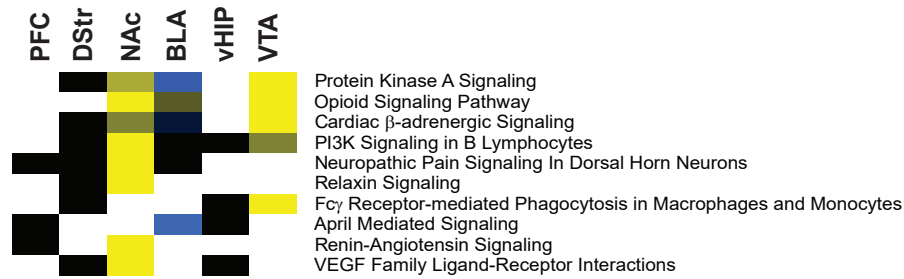 PFC DStr NAc BLA vHIP VTA
Protein Kinase A Signaling
Opioid Signaling Pathway
Cardiac β-adrenergic Signaling
PI3K Signaling in B Lymphocytes
Neuropathic Pain Signaling In Dorsal Horn Neurons
Relaxin Signaling
Fcγ Receptor-mediated Phagocytosis in Macrophages and Monocytes
April Mediated Signaling
Renin-Angiotensin Signaling
VEGF Family Ligand-Receptor Interactions